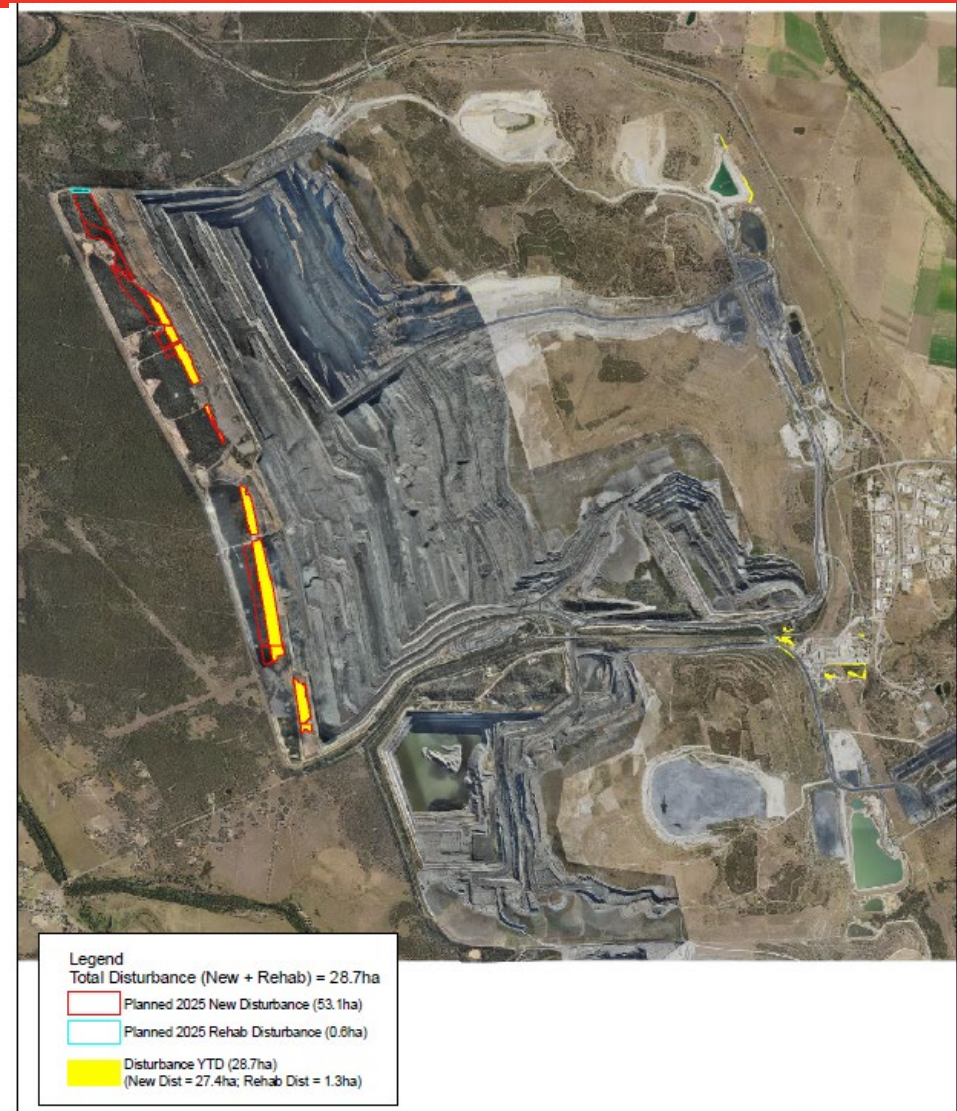 Legend
Total Disturbance (New + Rehab) = 28.7ha
Planned 2025 New Disturbance (53.1ha)
Planned 2025 Rehab Disturbance (0.6ha)
Disturbance YTD (28.7ha)
(New Dist = 27.4ha; Rehab Dist = 1.3ha)